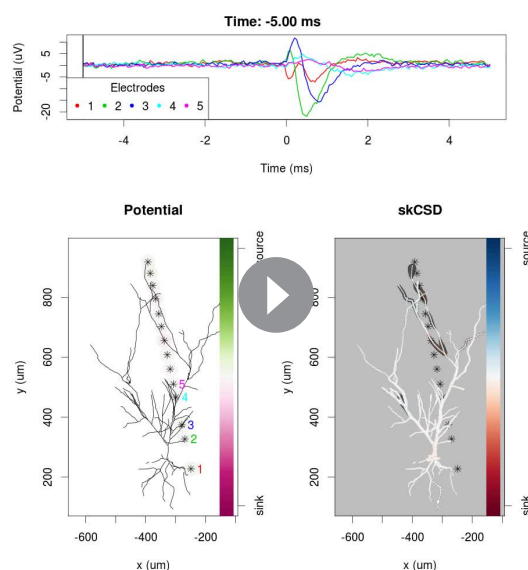 Time: -5.00 ms
Potential (uV)
5
-5
-20
Electrodes
1 2 3 4 5
-4 -2 0 2 4
Time (ms)
Potential
skCSD
y (um)
800
600
400
200
5
4
3
2
1
source
sink
-600 -400 -200
x (um)
y (um)
800
600
400
200
source
sink
-600 -400 -200
x (um)